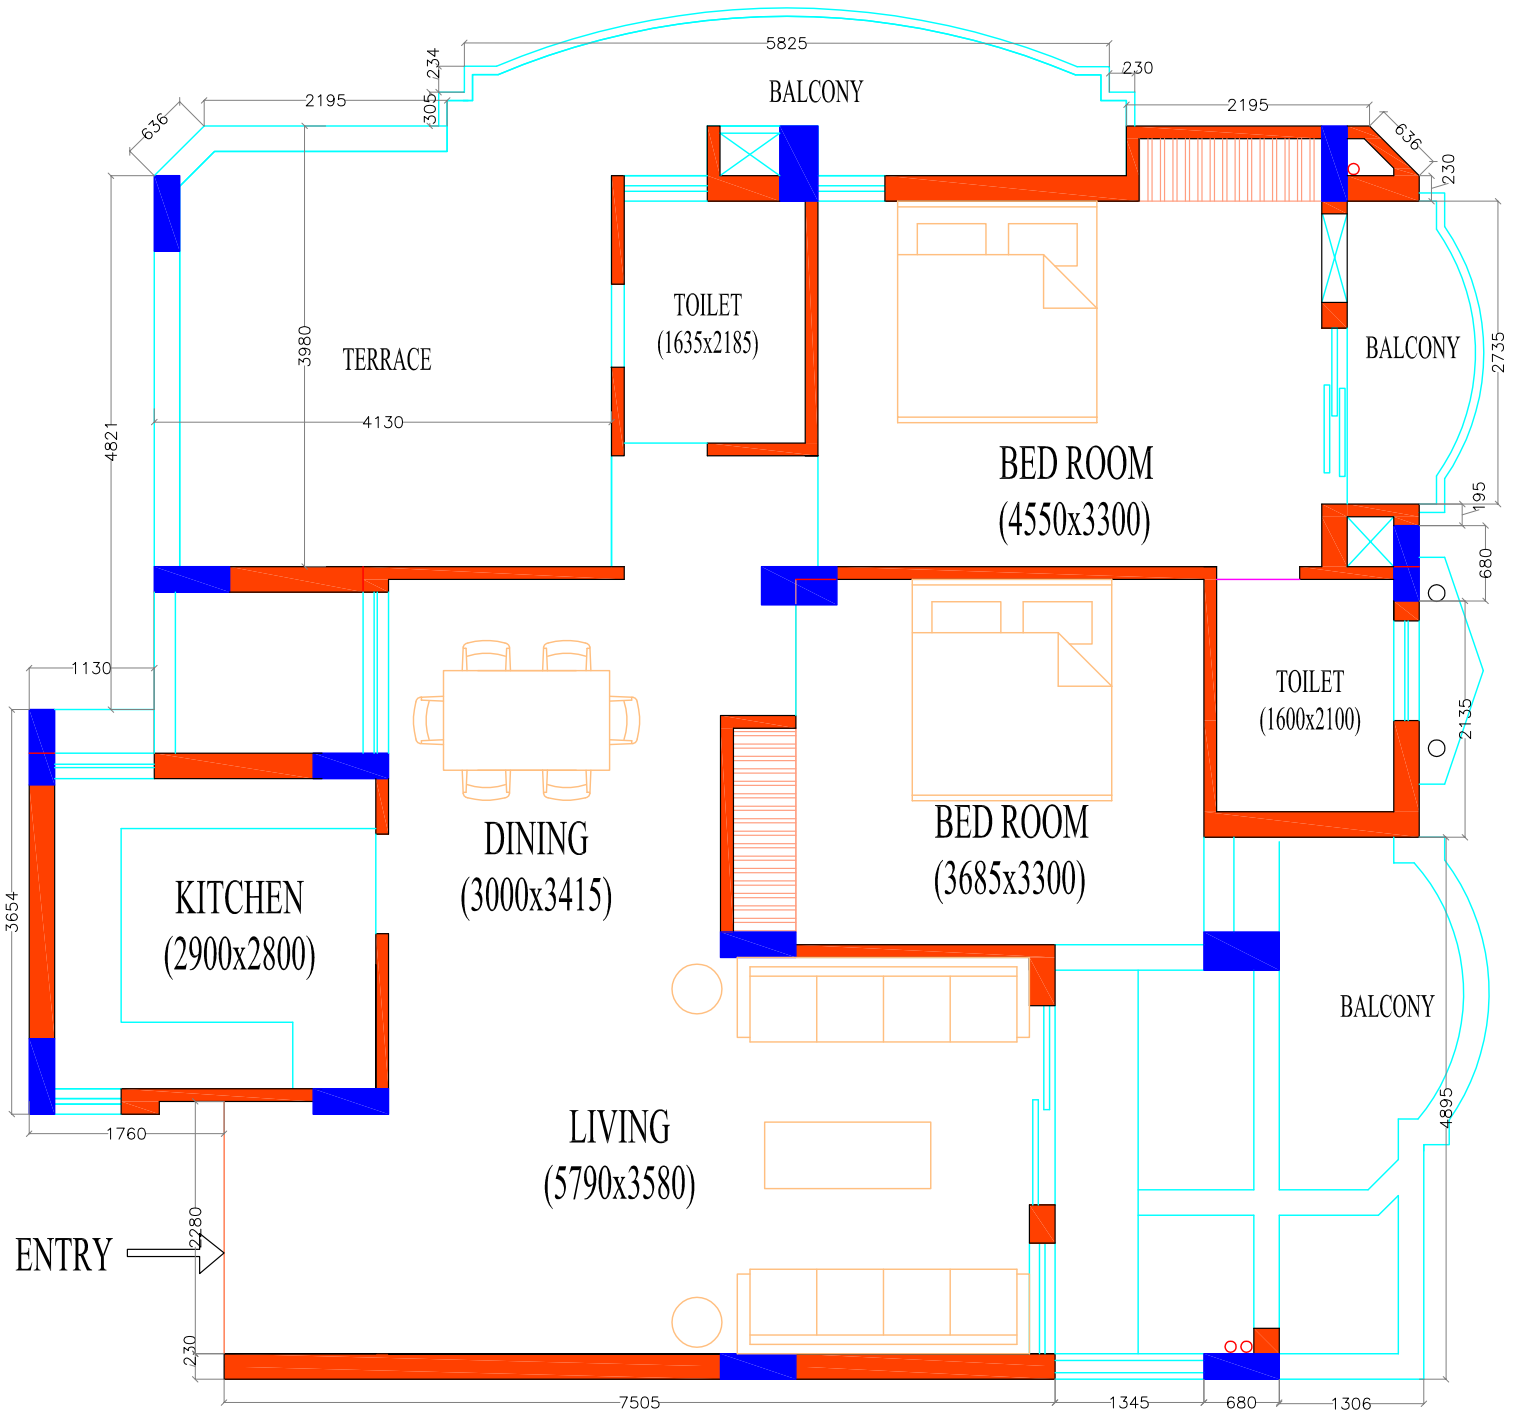 5825
234
230
BALCONY
2195
305
2195
636
636
230
TOILET
(1635x2185)
3980
TERRACE
BALCONY
2735
4130
4821
BED ROOM
(4550x3300)
195
680
1130
TOILET
(1600x2100)
2135
DINING
(3000x3415)
BED ROOM
(3685x3300)
KITCHEN
(2900x2800)
3654
BALCONY
4895
1760
LIVING
(5790x3580)
2280
ENTRY
230
7505
1345
680
1306